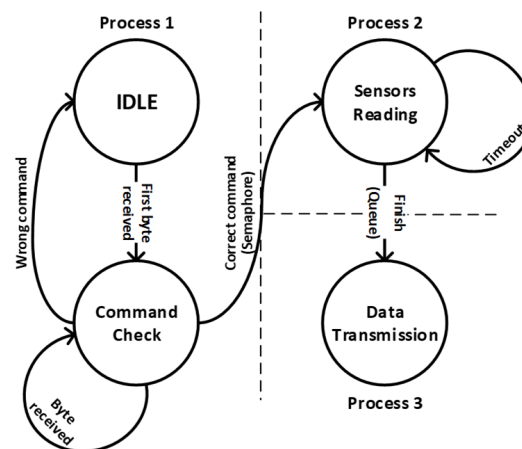 Process 1
Process 2
IDLE
Sensors
Reading
Timeout
Wrong command
First byte
received
Correct command
(Semaphore)
Finish
(Queue)
Command
Check
Data
Transmission
Byte
received
Process 3